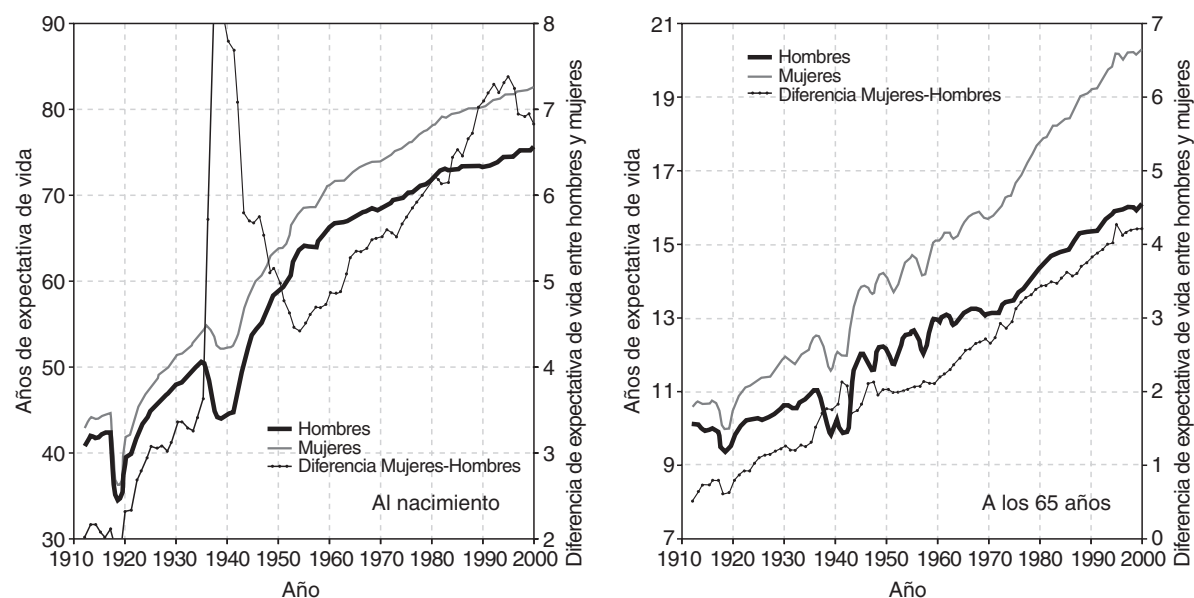 90
80
70
60
50
40
30
Años de expectativa de vida
8
7
6
5
4
3
2
Diferencia de expectativa de vida entre hombres y mujeres
Hombres
Mujeres
Diferencia Mujeres-Hombres
Al nacimiento
1910 1920 1930 1940 1950 1960 1970 1980 1990 2000
Año
21
19
17
15
13
11
9
7
Años de expectativa de vida
7
6
5
4
3
2
1
0
Diferencia de expectativa de vida entre hombres y mujeres
Hombres
Mujeres
Diferencia Mujeres-Hombres
A los 65 años
1910 1920 1930 1940 1950 1960 1970 1980 1990 2000
Año